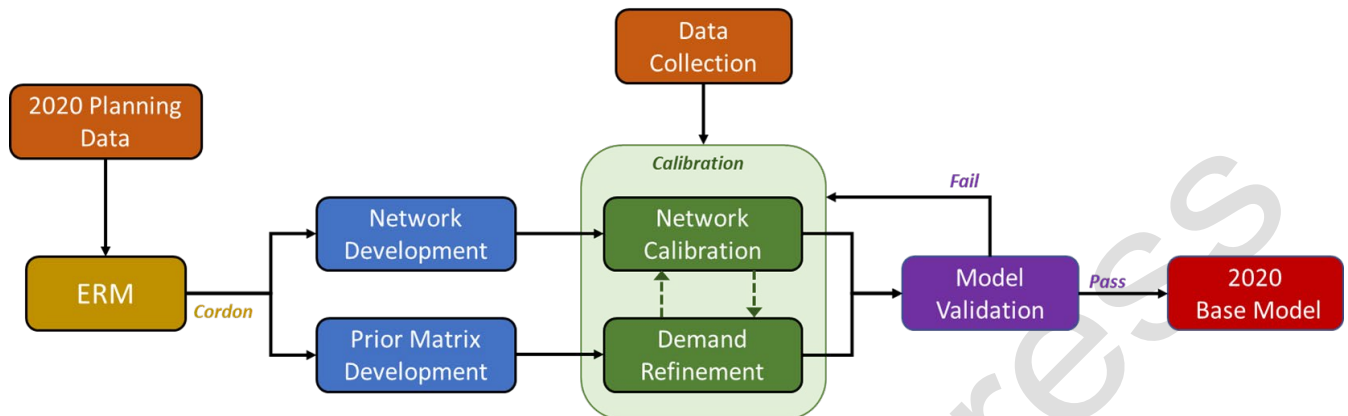 Data
Collection
2020 Planning
Data
Calibration
Fail
Network
Development
Network
Calibration
ERM
Cordon
Model
Validation
Pass
2020
Base Model
Prior Matrix
Development
Demand
Refinement
ress